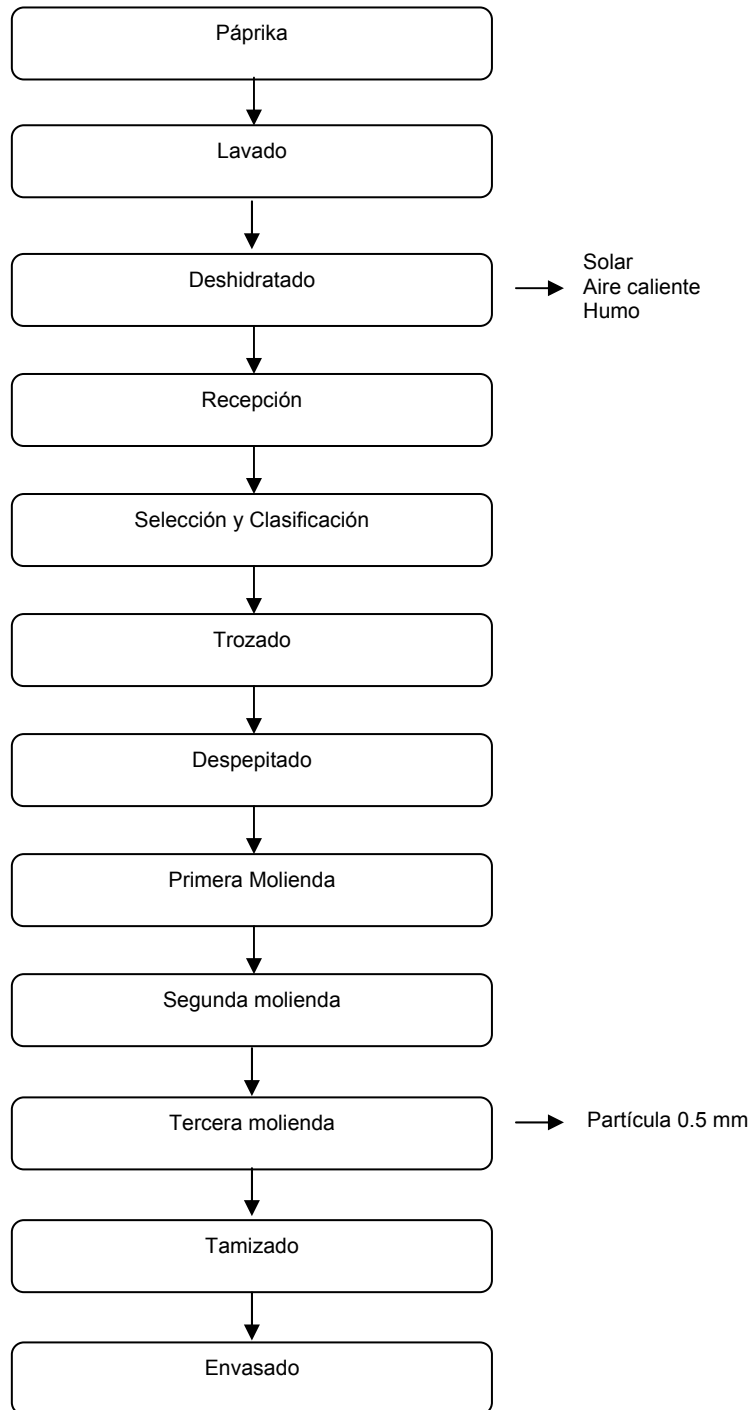 Páprika
Lavado
Deshidratado
Solar
Aire caliente
Humo
Recepción
Selección y Clasificación
Trozado
Despepitado
Primera Molienda
Segunda molienda
Tercera molienda
Partícula 0.5 mm
Tamizado
Envasado